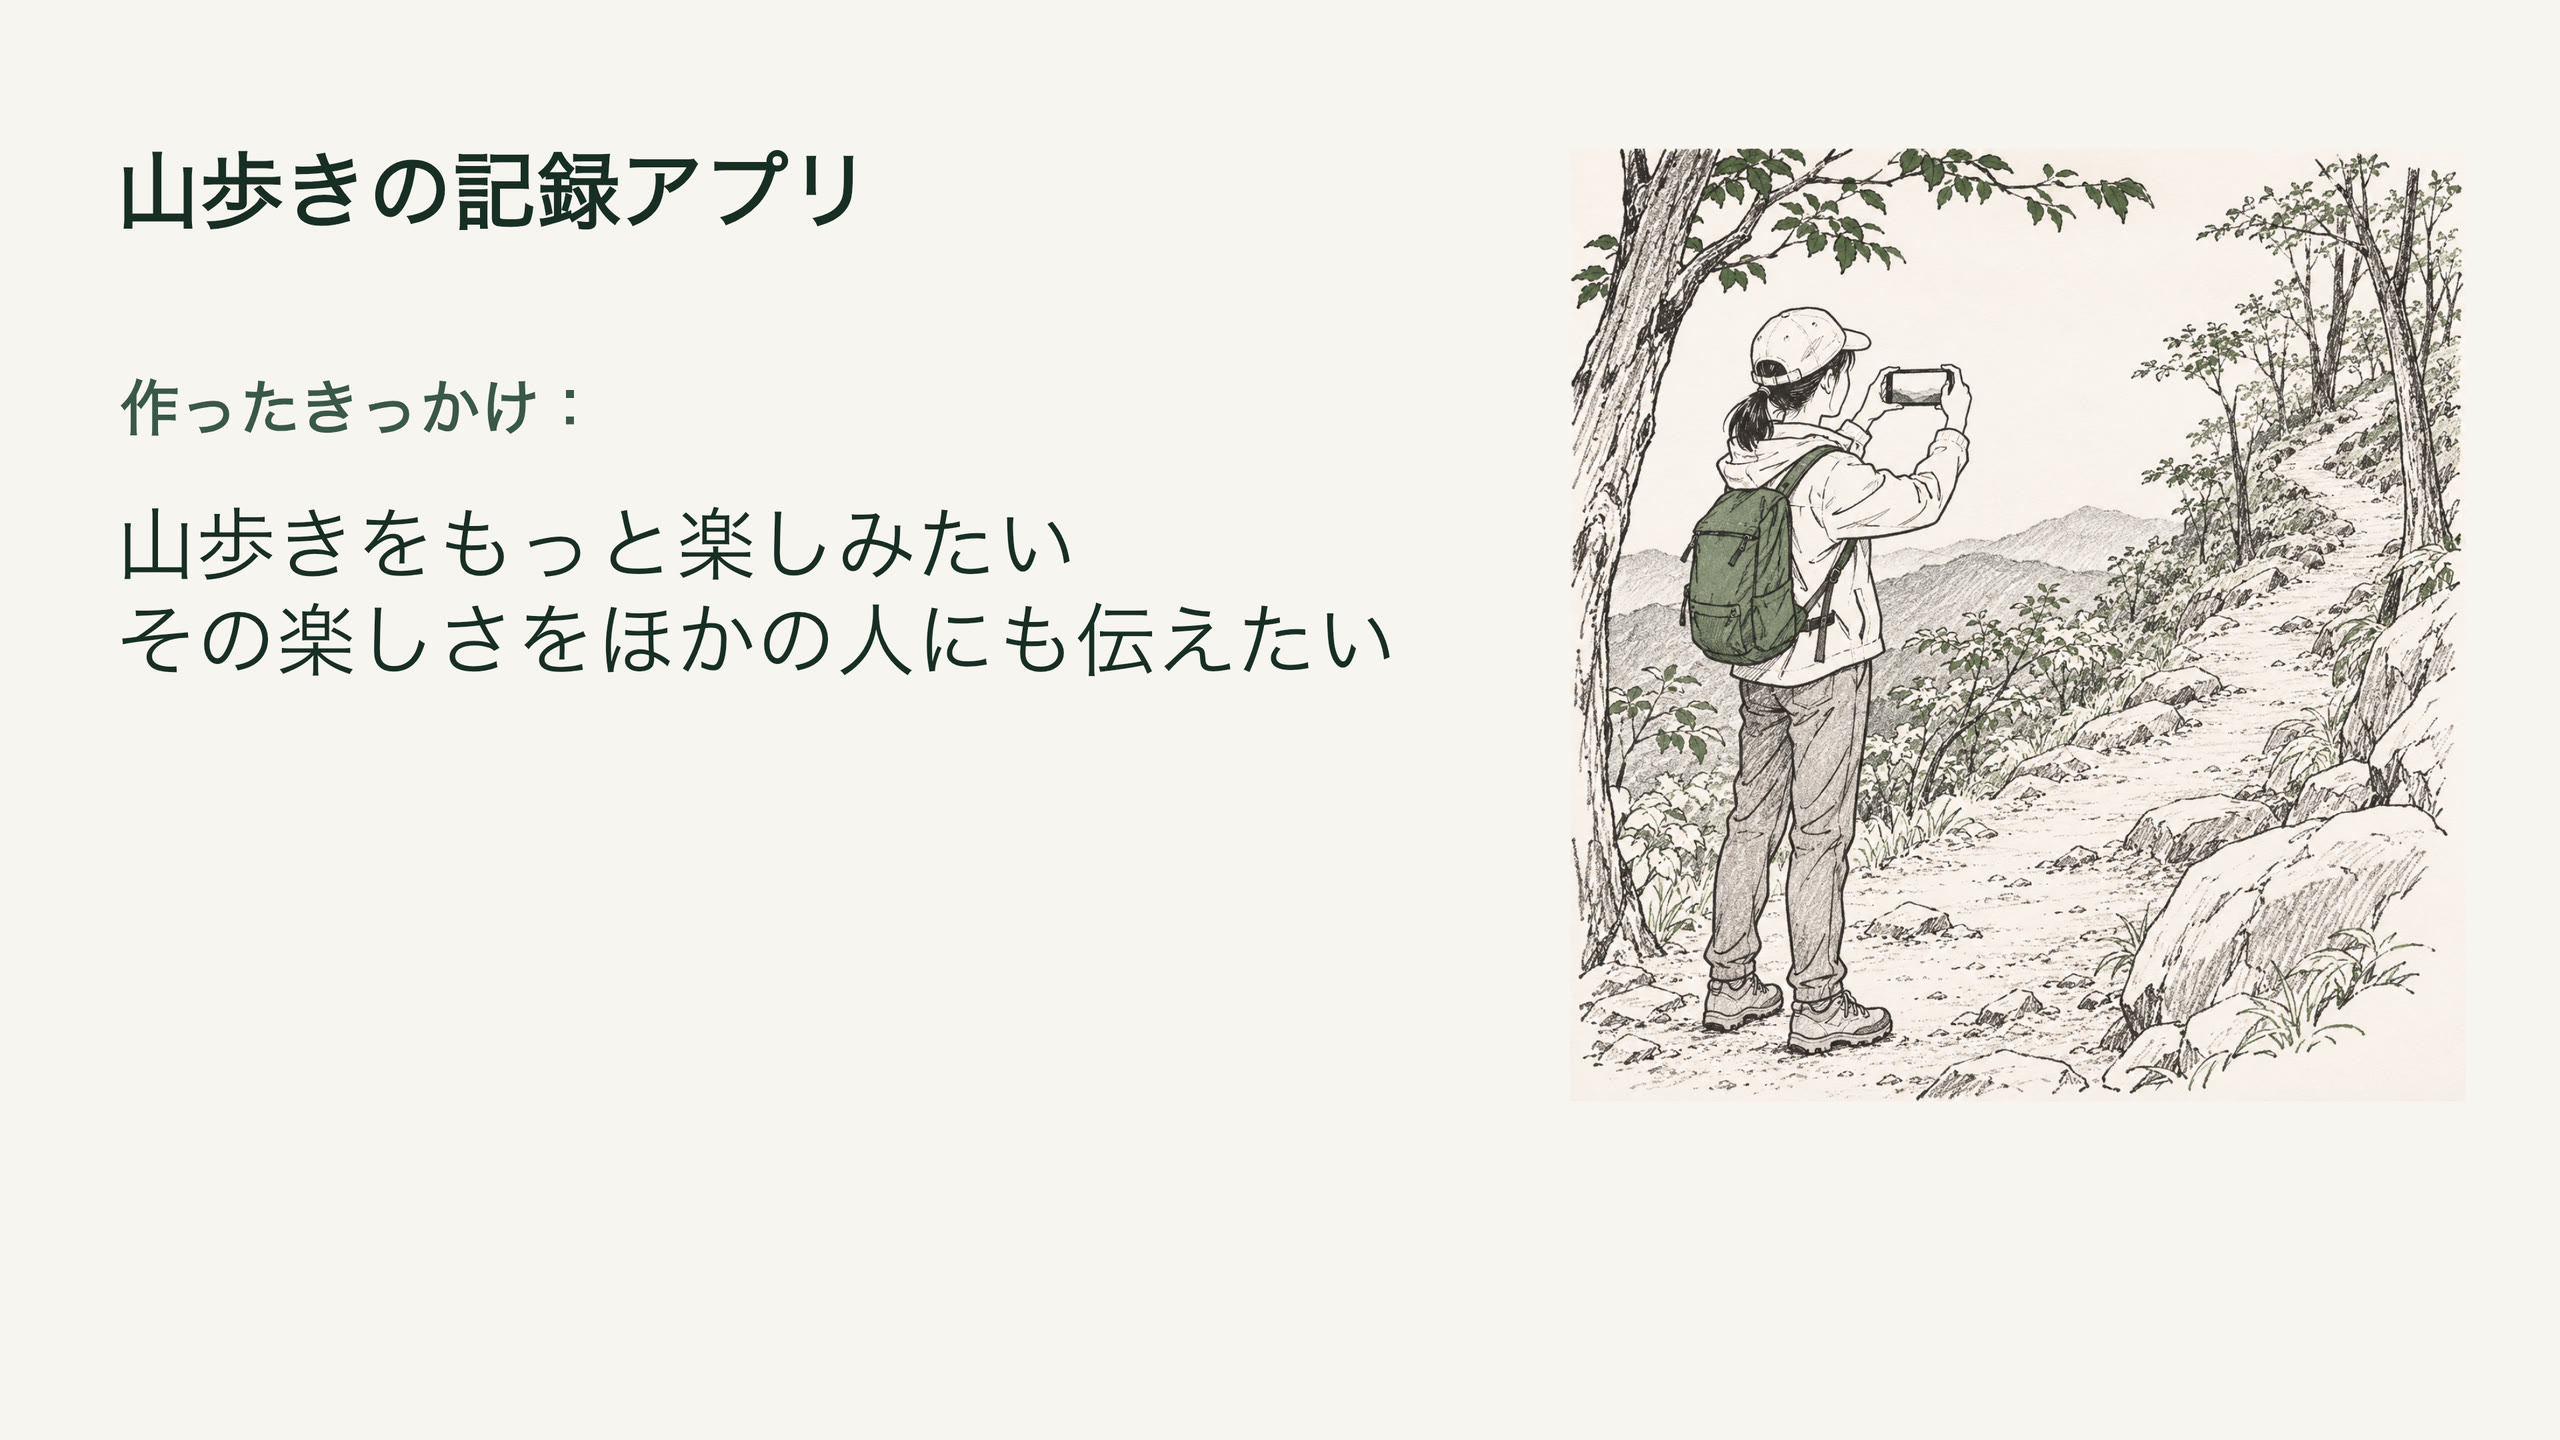 山歩きの記録アプリ
作ったきっかけ：
山歩きをもっと楽しみたい
その楽しさをほかの人にも伝えたい